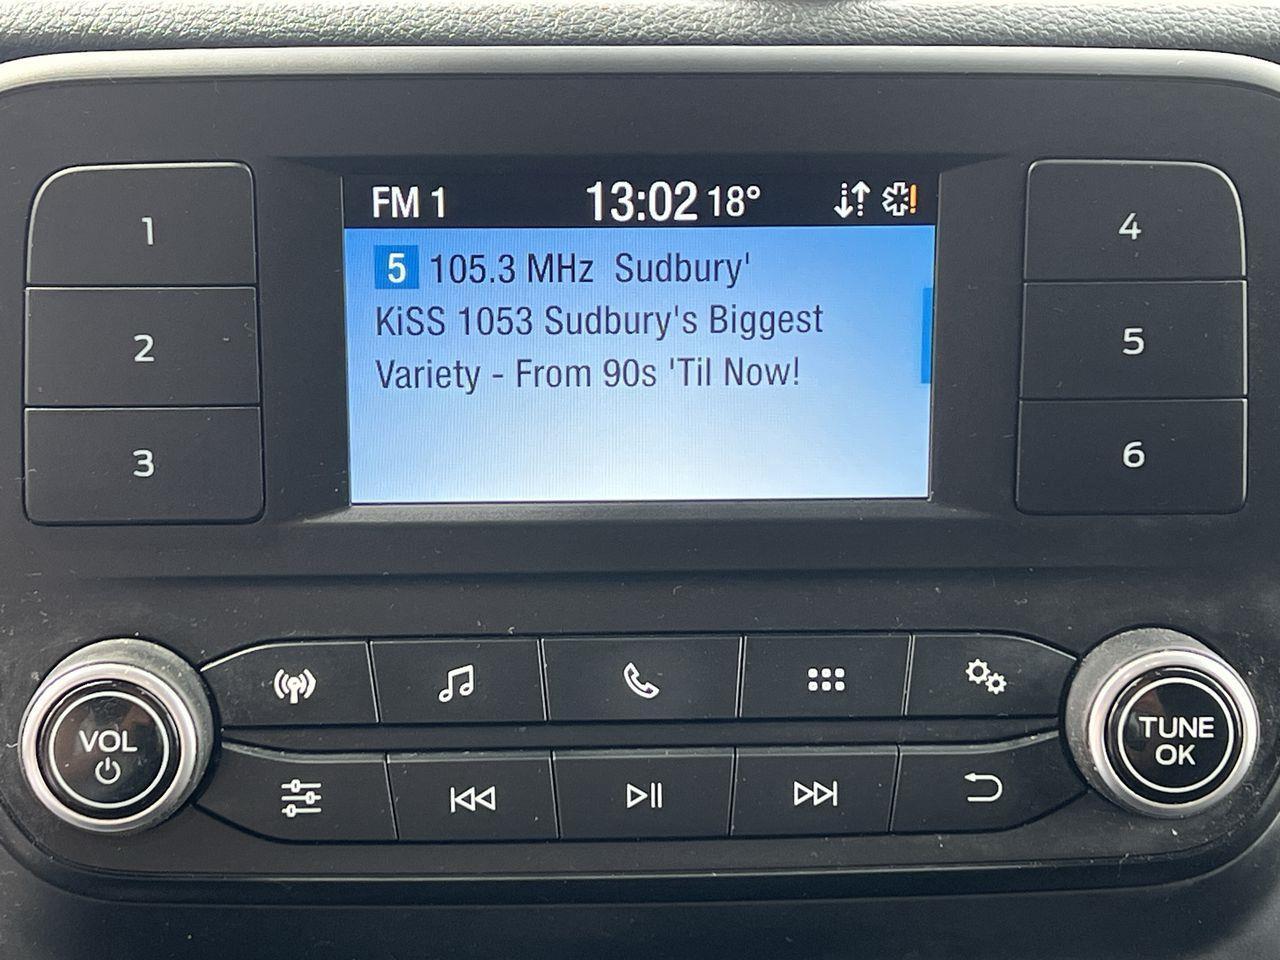 FM 1 13:02 18°
5 105.3 MHz Sudbury'
KiSS 1053 Sudbury's Biggest
Variety - From 90s 'Til Now!
1
2
3
4
5
6
VOL
TUNE
OK